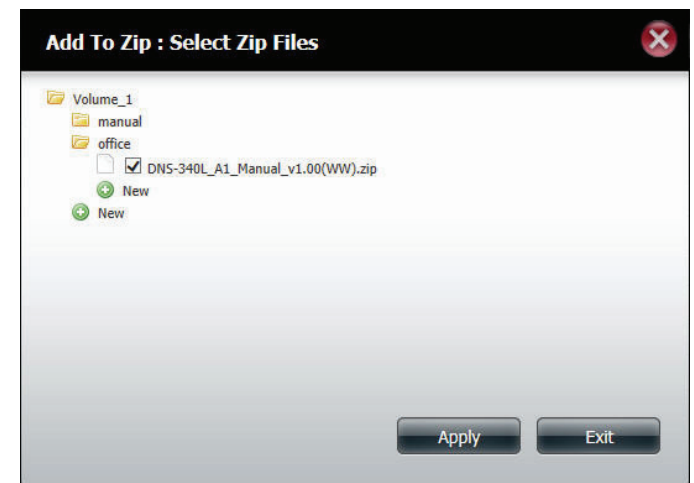 Add To Zip : Select Zip Files
Volume_1
manual
office
DNS-340L_A1_Manual_v1.00(WW).zip
New
New
Apply
Exit